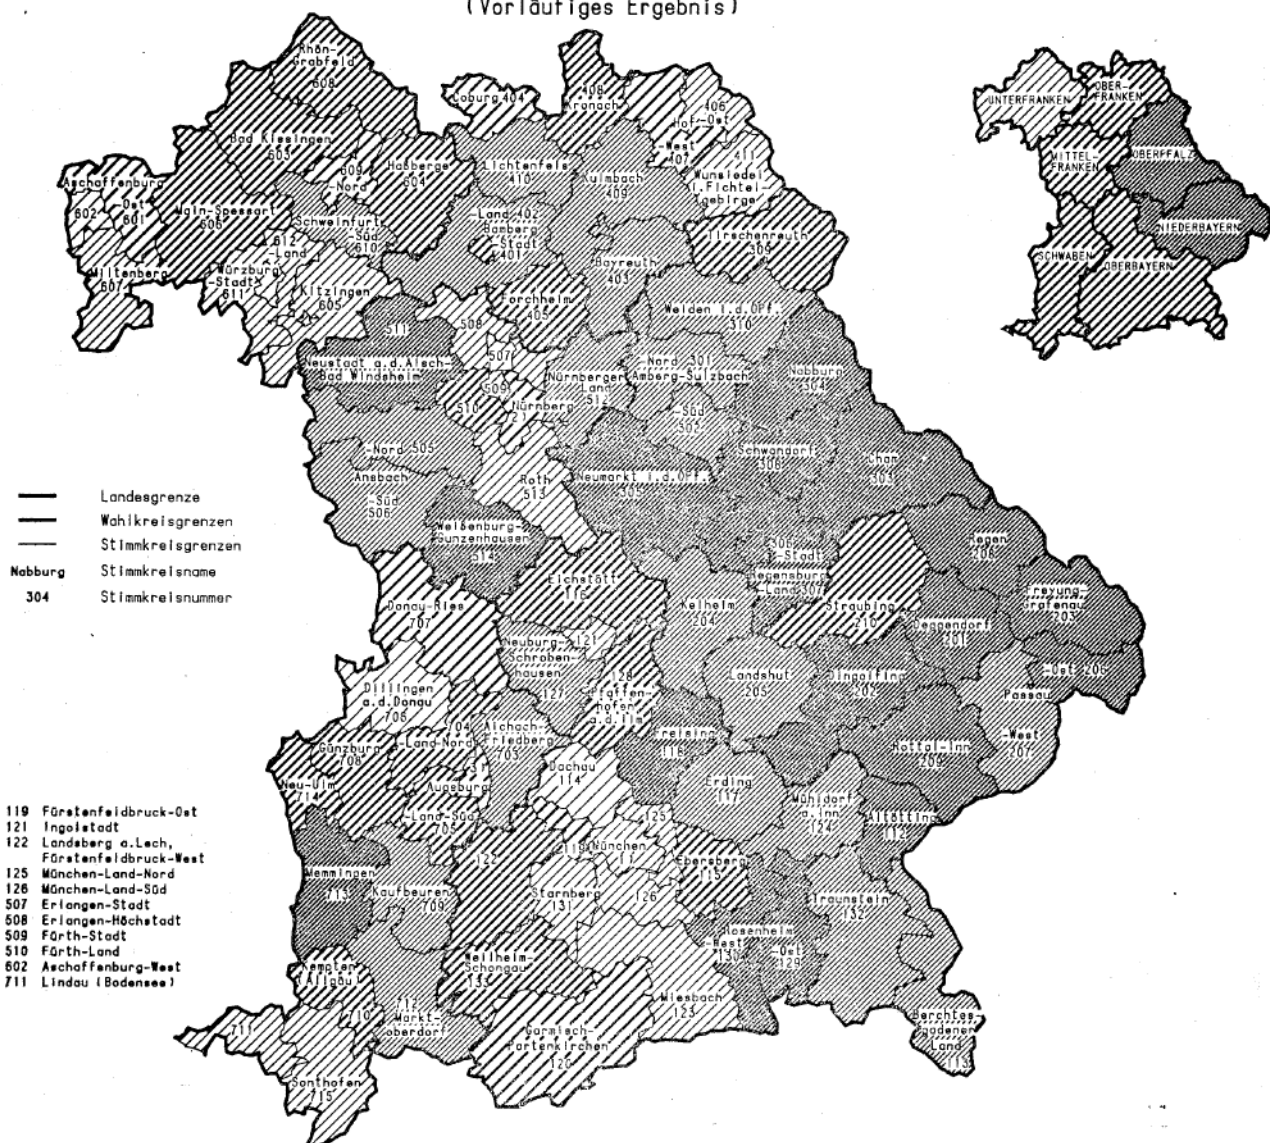 (Vorläufiges Ergebnis)
Rhön-
Grabfeld
608
Coburg 404
408
Kronach
406
Hof -Ost
-West
407
411
Wunsiedel
i.Fichtel-
gebirge
Bad Kissingen
603
609
-Nord
Haßberge
604
Lichtenfels
410
Kulmbach
409
Aschaffenburg
602
-Ost
601
Main-Spessart
606
Schweinfurt
-Süd
610
612
-Land
-Land 402
Bamberg
-Stadt
401
Bayreuth
403
Tirschenreuth
309
Miltenberg
607
Würzburg
-Stadt
611
Kitzingen
605
Forchheim
405
Weiden i.d.OPf.
310
511
Neustadt a.d.Aisch-
Bad Windsheim
508
507
509
510
Nürnberg
Nürnberger
Land
512
-Nord 301
Amberg-Sulzbach
-Süd
Nabburg
-Nord 505
Ansbach
-Süd
506
Roth
513
Neumarkt i.d.OPf.
305
Schwandorf
308
Cham
303
Weißenburg-
Gunzenhausen
514
-Stadt
Regensburg
-Land 307
Regen
208
Freyung-
Grafenau
203
Eichstätt
116
Kelheim
204
Straubing
210
Deggendorf
201
-Ost 206
Passau
-West
207
Donau-Ries
707
121
Neuburg-
Schroben-
hausen
127
128
Pfaffen-
hofen
a.d.Ilm
Landshut
205
Dingolfing
202
Rottal-Inn
209
Dillingen
a.d.Donau
706
704
-Land-Nord
Aichach-
Friedberg
703
Freising
118
Günzburg
708
Augsburg
-Land-Süd
705
Dachau
114
Erding
117
Mühldorf
a.Inn
124
Altötting
112
Neu-Ulm
714
122
119
München
125
126
Ebersberg
115
Memmingen
713
Kaufbeuren
709
Starnberg
131
Rosenheim
-West
130
-Ost
129
Traunstein
132
Kempten
(Allgäu)
710
Weilheim-
Schongau
133
Miesbach
123
Berchtes-
gadener
Land
113
711
712
Markt-
oberdorf
Garmisch-
Partenkirchen
120
Sonthofen
715
UNTERFRANKEN
OBER-
FRANKEN
MITTEL-
FRANKEN
OBERPFALZ
NIEDERBAYERN
SCHWABEN
OBERBAYERN
Landesgrenze
Wahlkreisgrenzen
Stimmkreisgrenzen
Nabburg Stimmkreisname
304 Stimmkreisnummer
119 Fürstenfeldbruck-Ost
121 Ingolstadt
122 Landsberg a.Lech,
Fürstenfeldbruck-West
125 München-Land-Nord
126 München-Land-Süd
507 Erlangen-Stadt
508 Erlangen-Höchstadt
509 Fürth-Stadt
510 Fürth-Land
602 Aschaffenburg-West
711 Lindau (Bodensee)